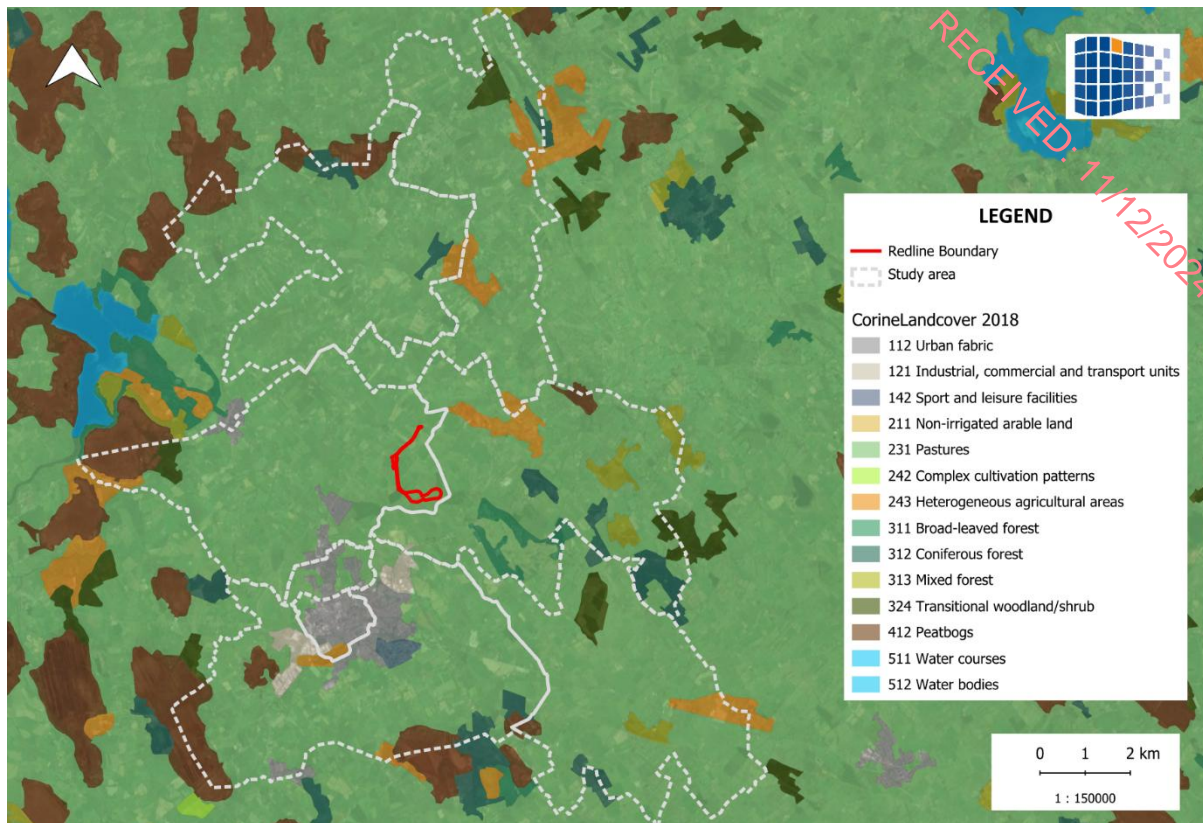 RECEIVED: 11/12/2024
LEGEND
Redline Boundary
Study area
CorineLandcover 2018
112 Urban fabric
121 Industrial, commercial and transport units
142 Sport and leisure facilities
211 Non-irrigated arable land
231 Pastures
242 Complex cultivation patterns
243 Heterogeneous agricultural areas
311 Broad-leaved forest
312 Coniferous forest
313 Mixed forest
324 Transitional woodland/shrub
412 Peatbogs
511 Water courses
512 Water bodies
0 1 2 km
1 : 150000